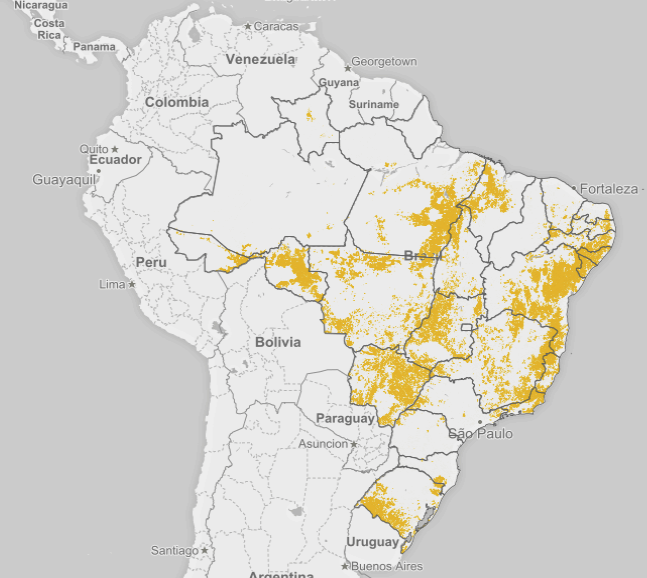 Nicaragua
Costa
Rica
Panama
Caracas
Venezuela
Georgetown
Guyana
Suriname
Colombia
Quito
Ecuador
Guayaquil
Fortaleza
Peru
Brazil
Lima
Bolivia
Paraguay
São Paulo
Asuncion
Uruguay
Santiago
Buenos Aires
Argentina